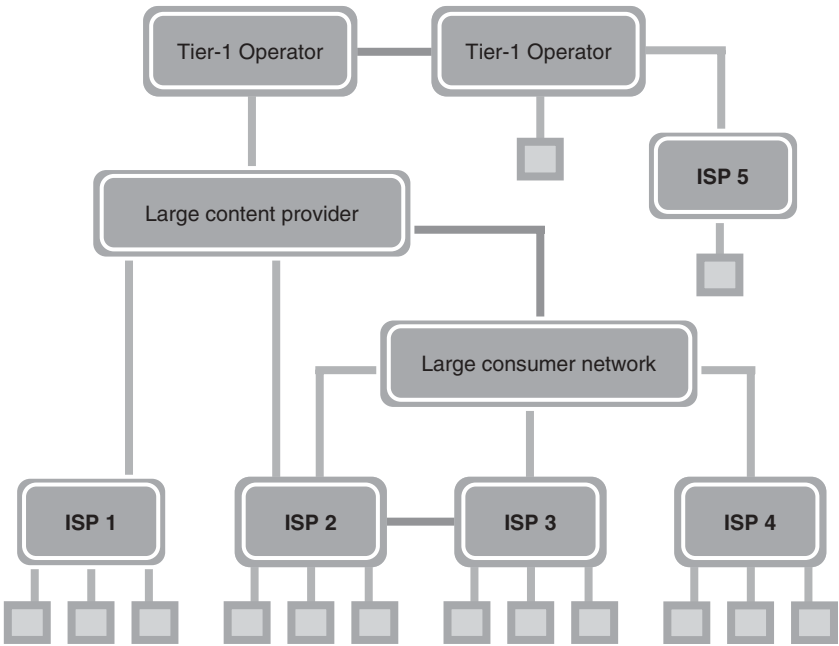 Tier-1 Operator
Tier-1 Operator
ISP 5
Large content provider
Large consumer network
ISP 1
ISP 2
ISP 3
ISP 4